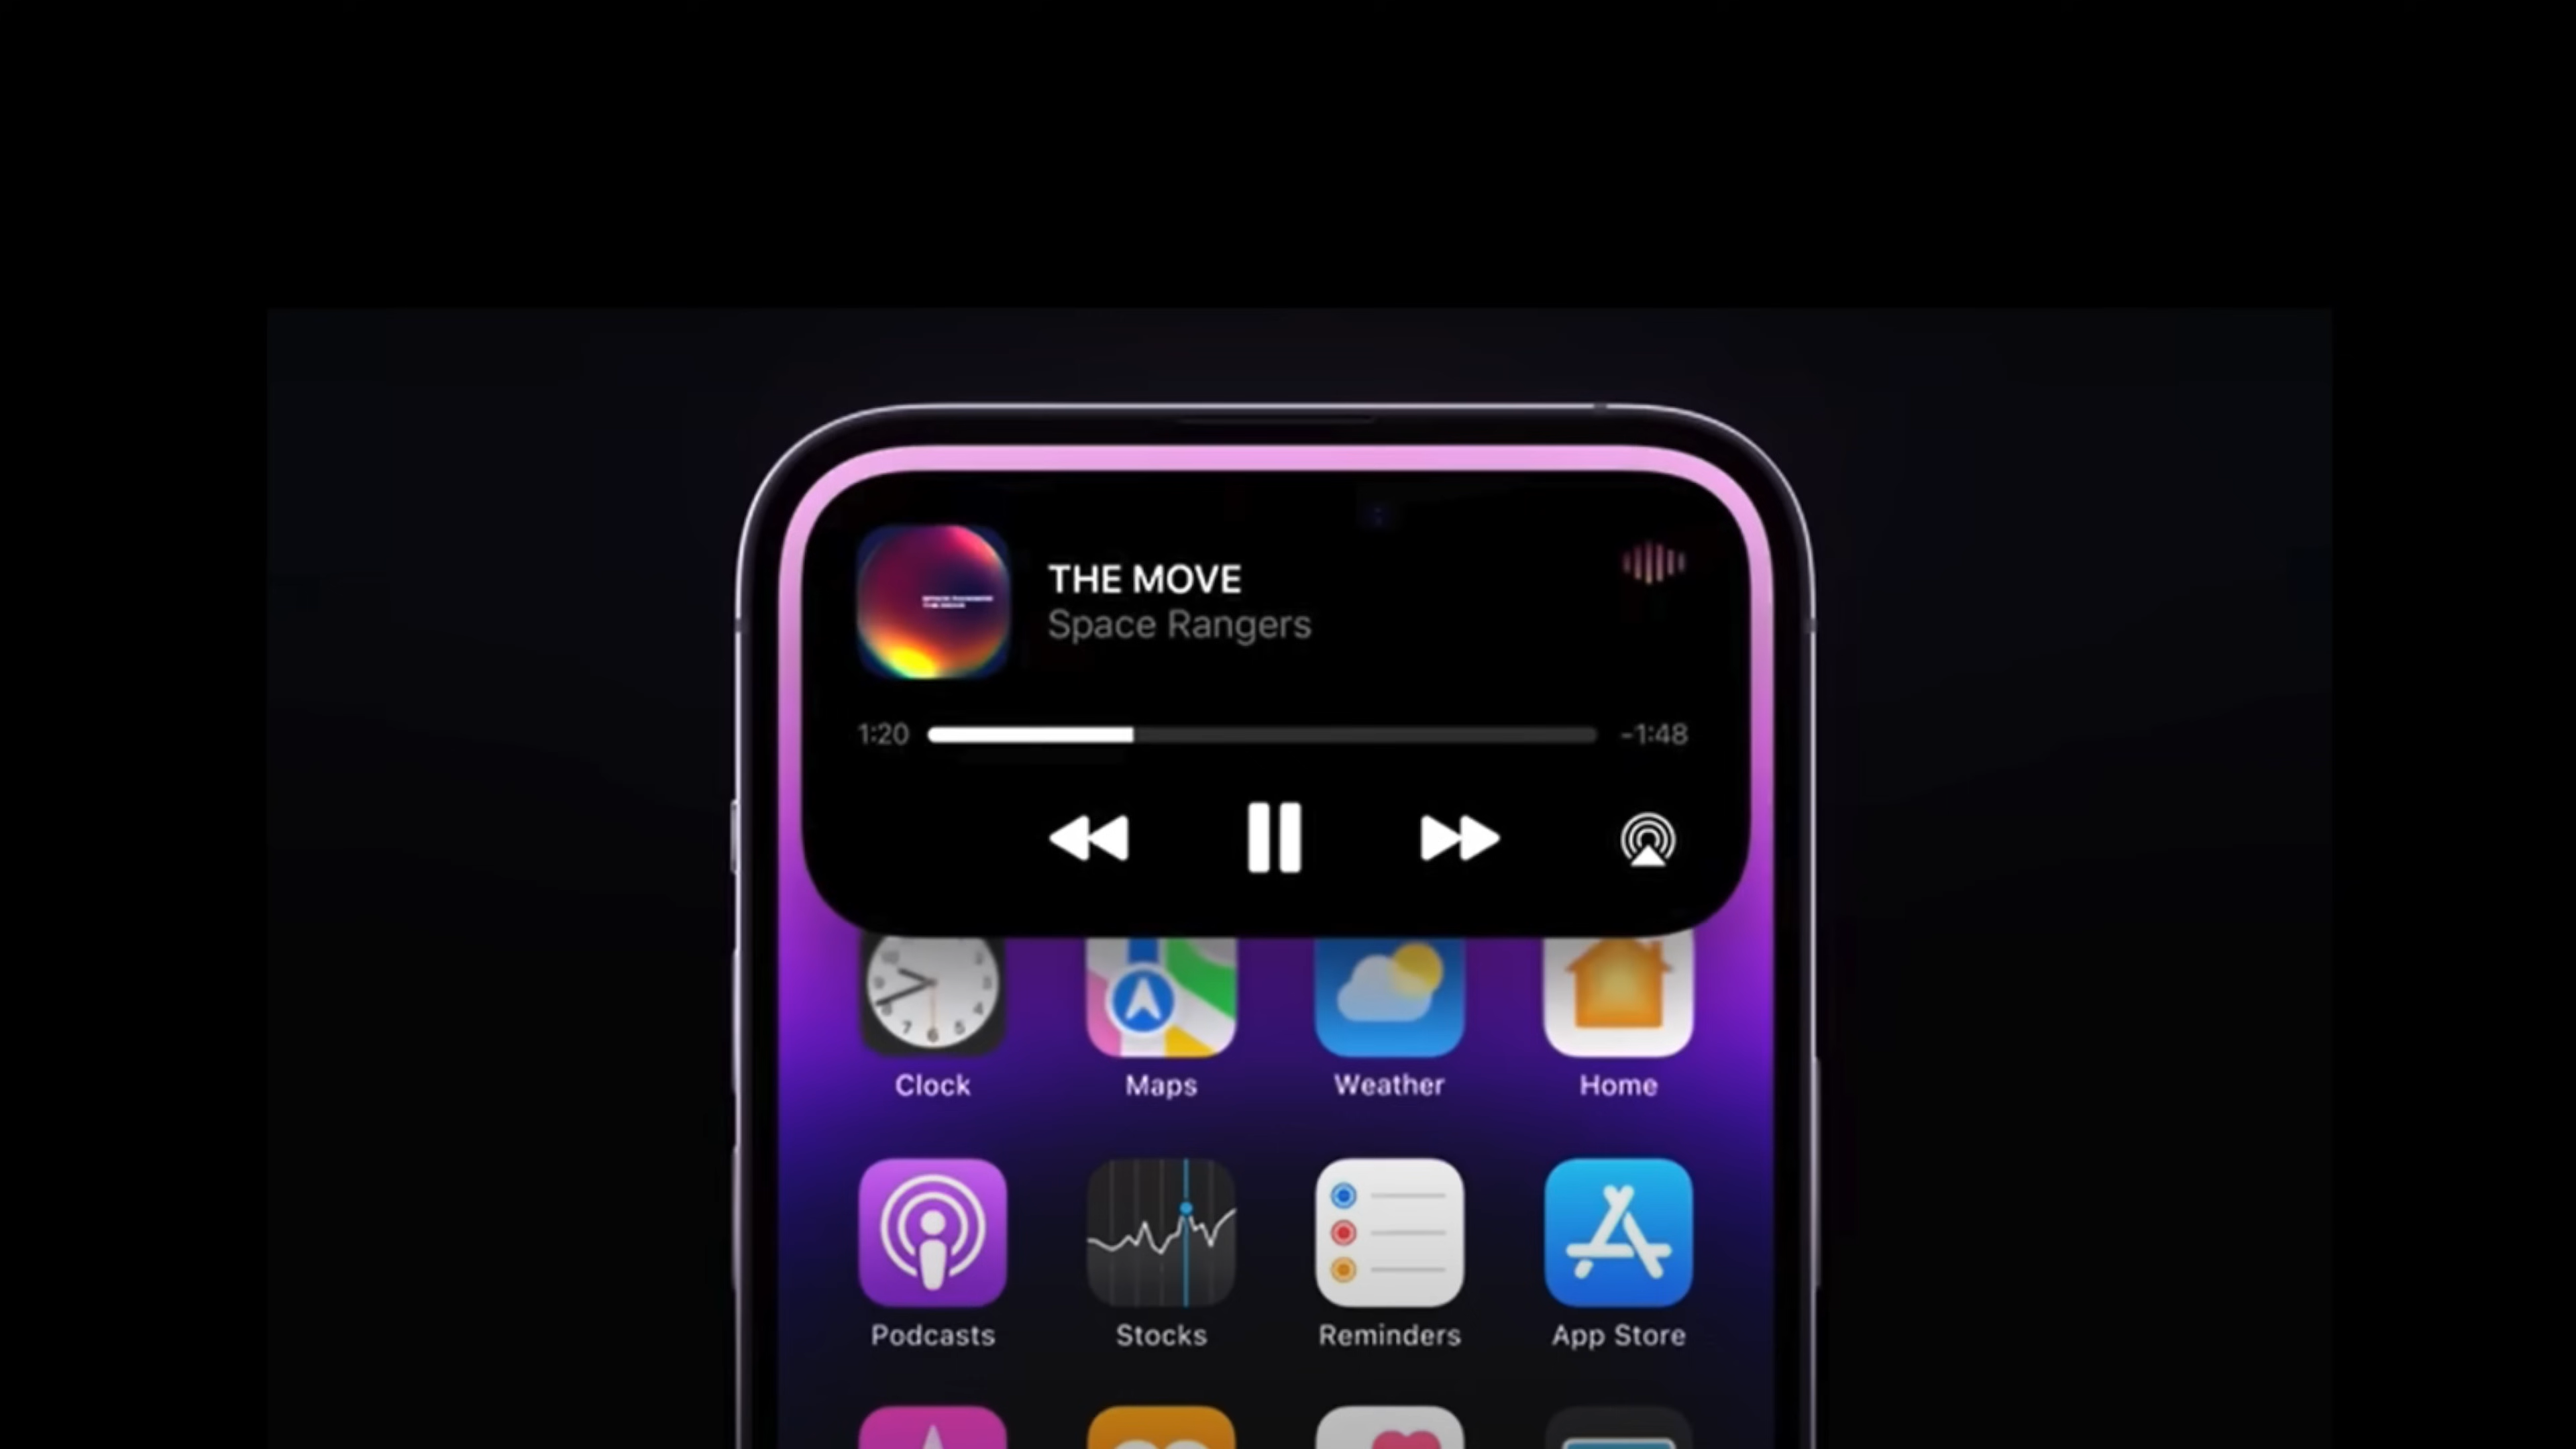 THE MOVE
Space Rangers
1:20 -1:48
Clock Maps Weather Home
Podcasts Stocks Reminders App Store